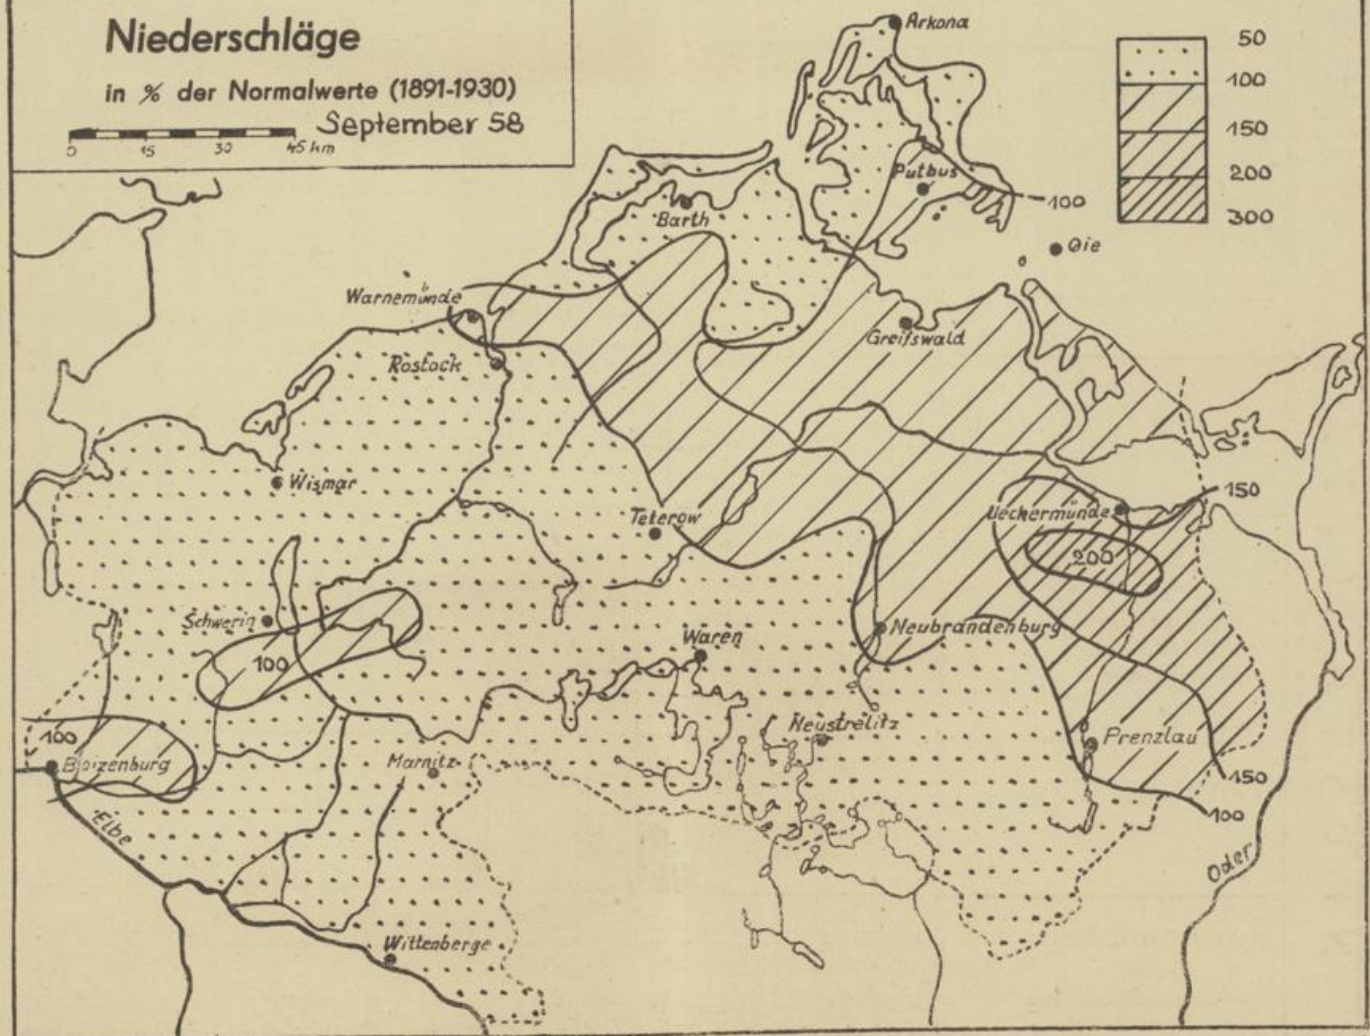 Niederschläge
in % der Normalwerte (1891-1930)
September 58
0 15 30 45 km
50
100
150
200
300
Arkona
Putbus
100
Barth
Oie
Warnemünde
Greifswald
Rostock
Wismar
150
Teterow
Ueckermünde
200
Schwerin
Neubrandenburg
Waren
100
100
Neustrelitz
Prenzlau
Boizenburg
Marnitz
150
100
Elbe
Oder
Wittenberge